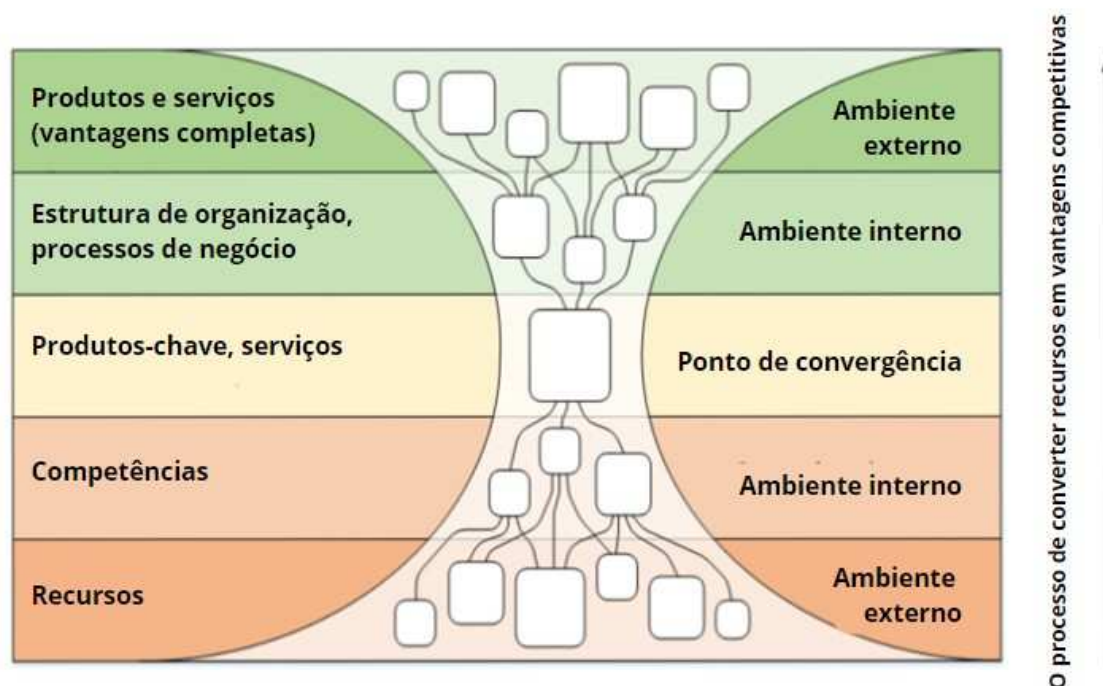 Produtos e serviços
(vantagens completas)
Ambiente
externo
Estrutura de organização,
processos de negócio
Ambiente interno
Produtos-chave, serviços
Ponto de convergência
Competências
Ambiente interno
Recursos
Ambiente
externo
O processo de converter recursos em vantagens competitivas